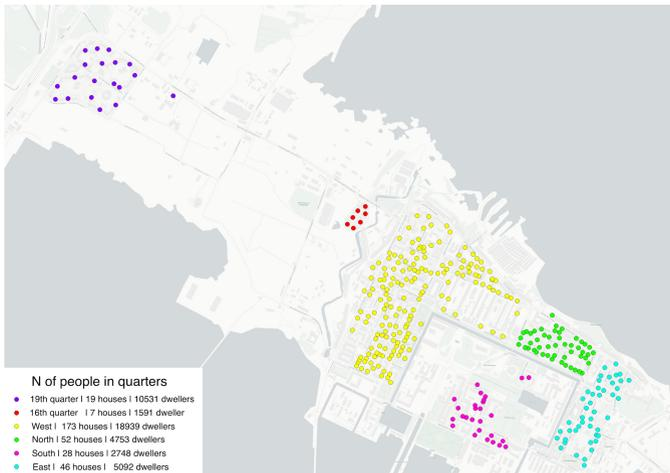 N of people in quarters
19th quarter | 19 houses | 10531 dwellers
16th quarter | 7 houses | 1591 dweller
West | 173 houses | 18939 dwellers
North | 52 houses | 4753 dwellers
South | 28 houses | 2748 dwellers
East | 46 houses | 5092 dwellers